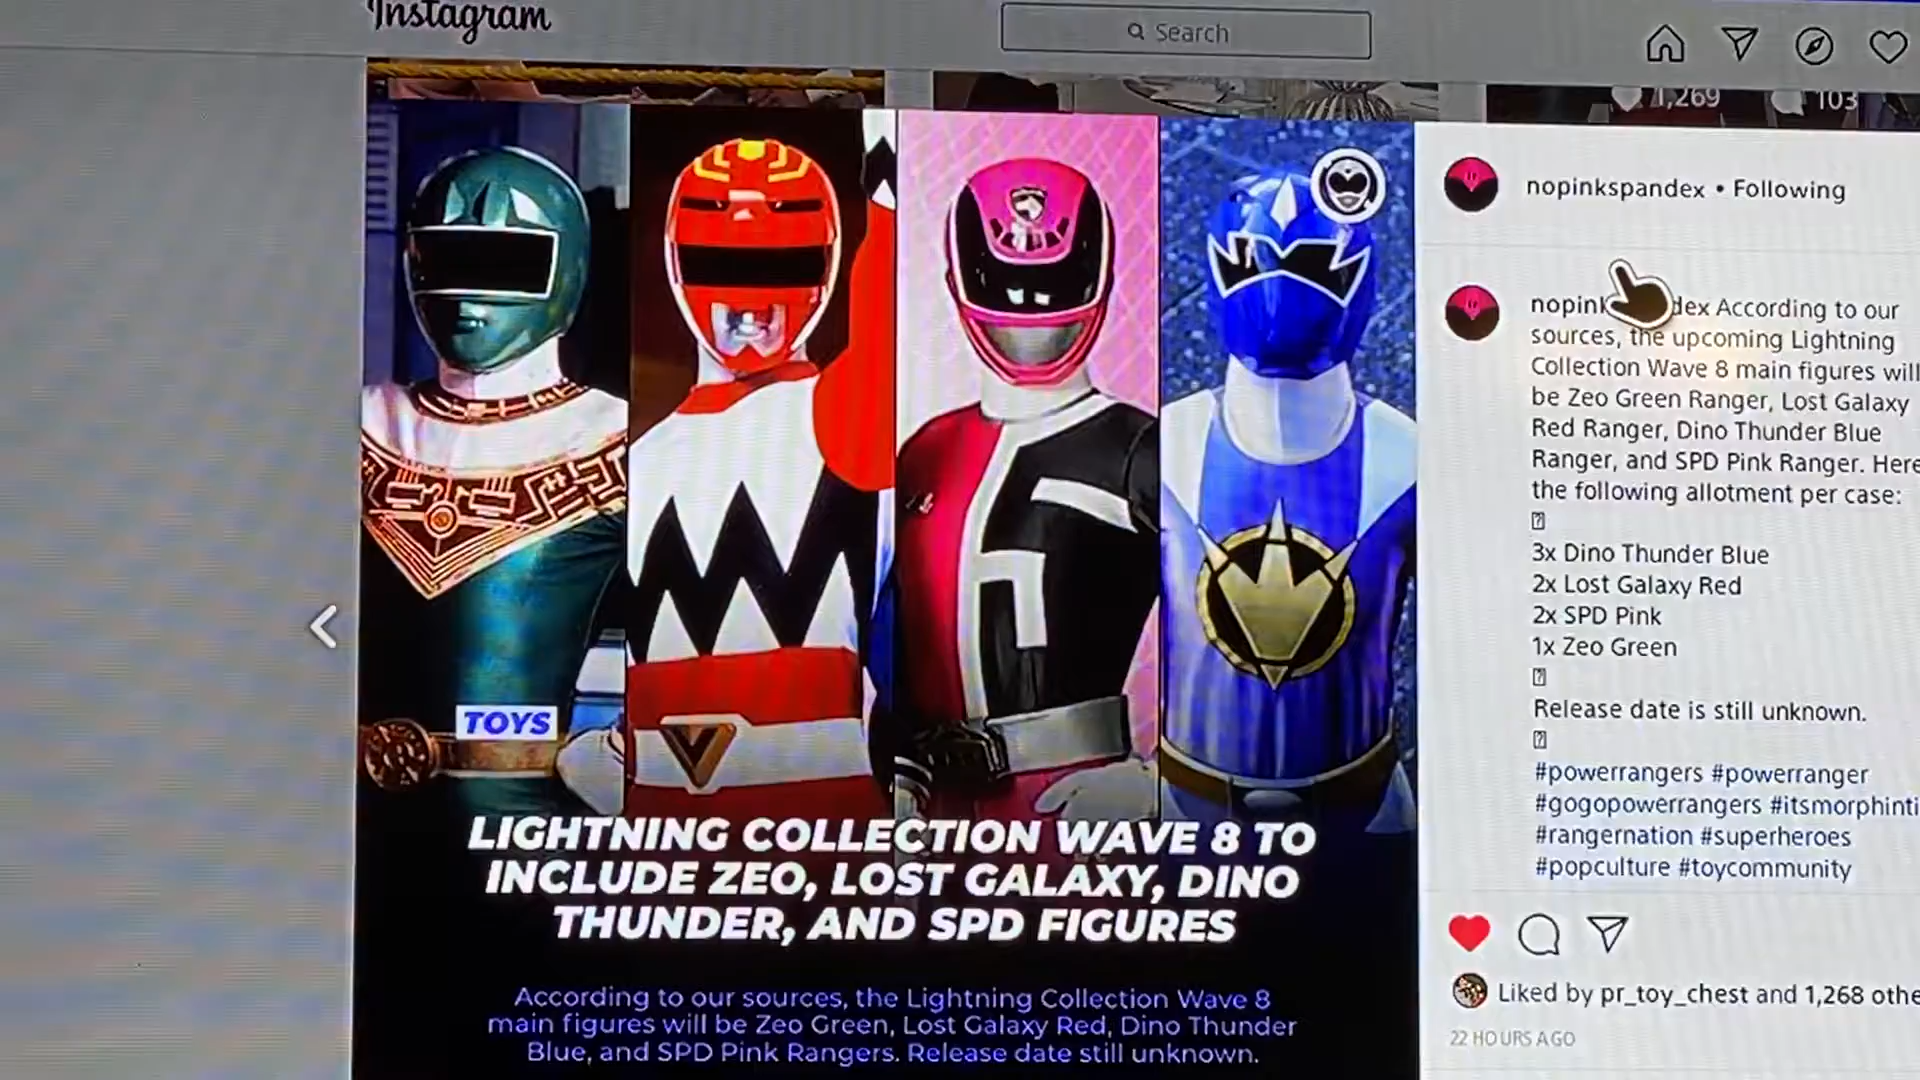 Instagram
Search
1,269
103
nopinkspandex • Following
According to our
sources, the upcoming Lightning
Collection Wave 8 main figures will
be Zeo Green Ranger, Lost Galaxy
Red Ranger, Dino Thunder Blue
Ranger, and SPD Pink Ranger. Here
the following allotment per case:
3x Dino Thunder Blue
2x Lost Galaxy Red
2x SPD Pink
1x Zeo Green
Release date is still unknown.
#powerrangers #powerranger
#gogopowerrangers #itsmorphinti
#rangernation #superheroes
#popculture #toycommunity
Liked by pr_toy_chest and 1,268 othe
22 HOURS AGO
TOYS
LIGHTNING COLLECTION WAVE 8 TO
INCLUDE ZEO, LOST GALAXY, DINO
THUNDER, AND SPD FIGURES
According to our sources, the Lightning Collection Wave 8
main figures will be Zeo Green, Lost Galaxy Red, Dino Thunder
Blue, and SPD Pink Rangers. Release date still unknown.